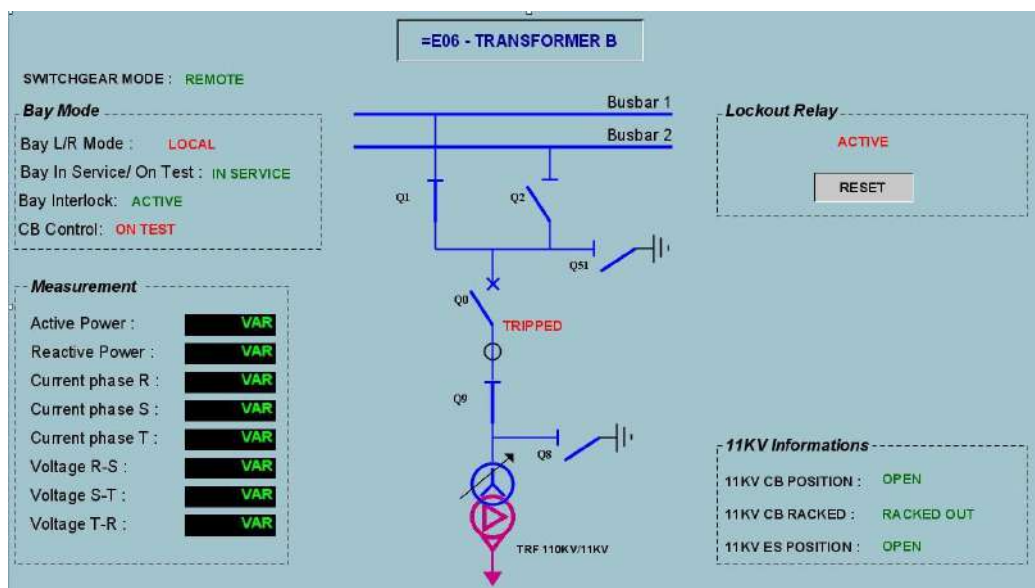 =E06 - TRANSFORMER B
SWITCHGEAR MODE : REMOTE
Bay Mode
Bay L/R Mode : LOCAL
Bay In Service/ On Test : IN SERVICE
Bay Interlock: ACTIVE
CB Control: ON TEST
Measurement
Active Power : VAR
Reactive Power : VAR
Current phase R : VAR
Current phase S : VAR
Current phase T : VAR
Voltage R-S : VAR
Voltage S-T : VAR
Voltage T-R : VAR
Busbar 1
Busbar 2
Q1
Q2
Q51
Q0
TRIPPED
Q9
Q8
TRF 110KV/11KV
Lockout Relay
ACTIVE
RESET
11KV Informations
11KV CB POSITION : OPEN
11KV CB RACKED : RACKED OUT
11KV ES POSITION : OPEN